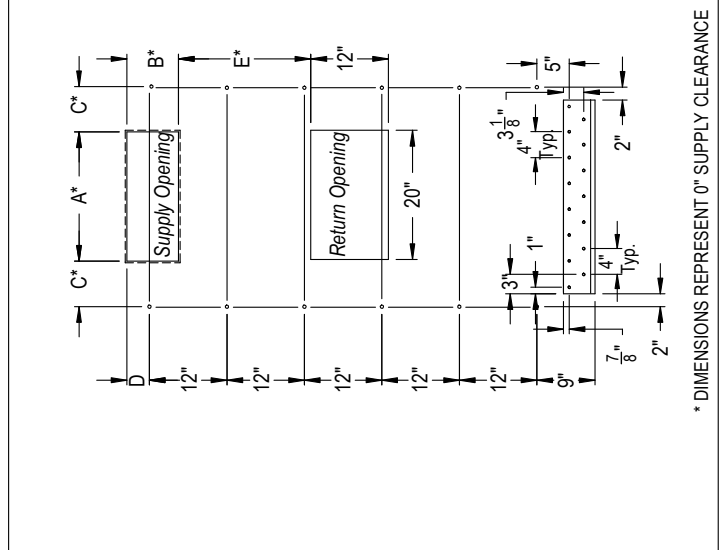 C*
A*
C*
B*
E*
12"
Supply Opening
Return Opening
20"
D
12"
12"
12"
12"
12"
9"
5"
3 1/8"
4"
Typ.
2"
1"
3"
4"
Typ.
7/8"
2"
* DIMENSIONS REPRESENT 0" SUPPLY CLEARANCE